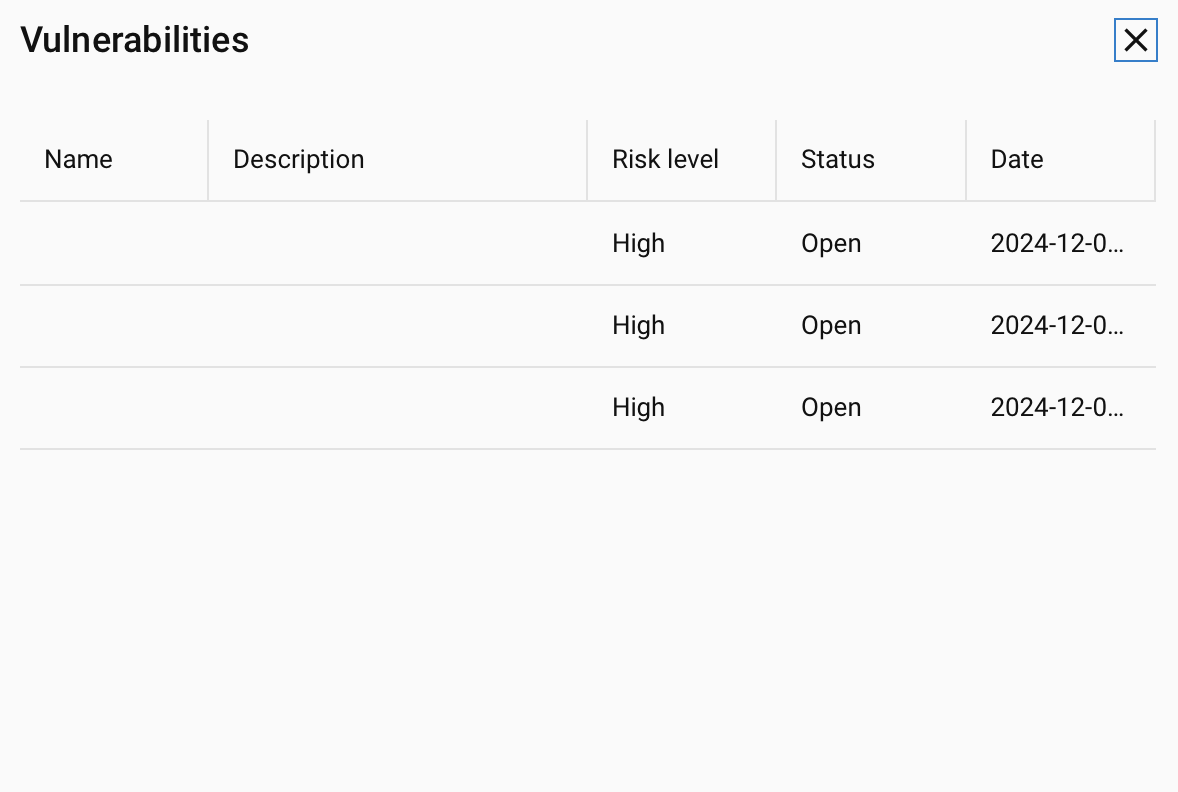 Vulnerabilities
Name Description Risk level Status Date
High Open 2024-12-0...
High Open 2024-12-0...
High Open 2024-12-0...